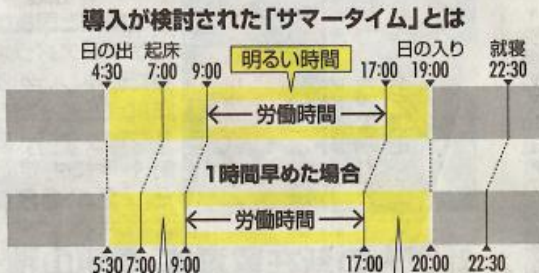 導入が検討された「サマータイム」とは
日の出 起床 明るい時間 日の入り 就寝
4:30 7:00 9:00 17:00 19:00 22:30
労働時間
1時間早めた場合
労働時間
5:30 7:00 9:00 17:00 20:00 22:30